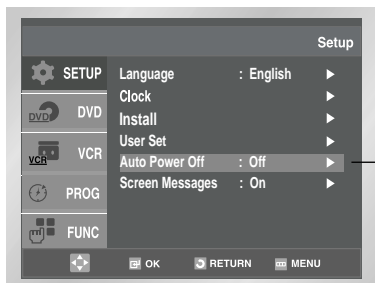 Setup
SETUP
DVD DVD
VCR VCR
PROG
FUNC
Language : English
Clock
Install
User Set
Auto Power Off : Off
Screen Messages : On
OK RETURN MENU